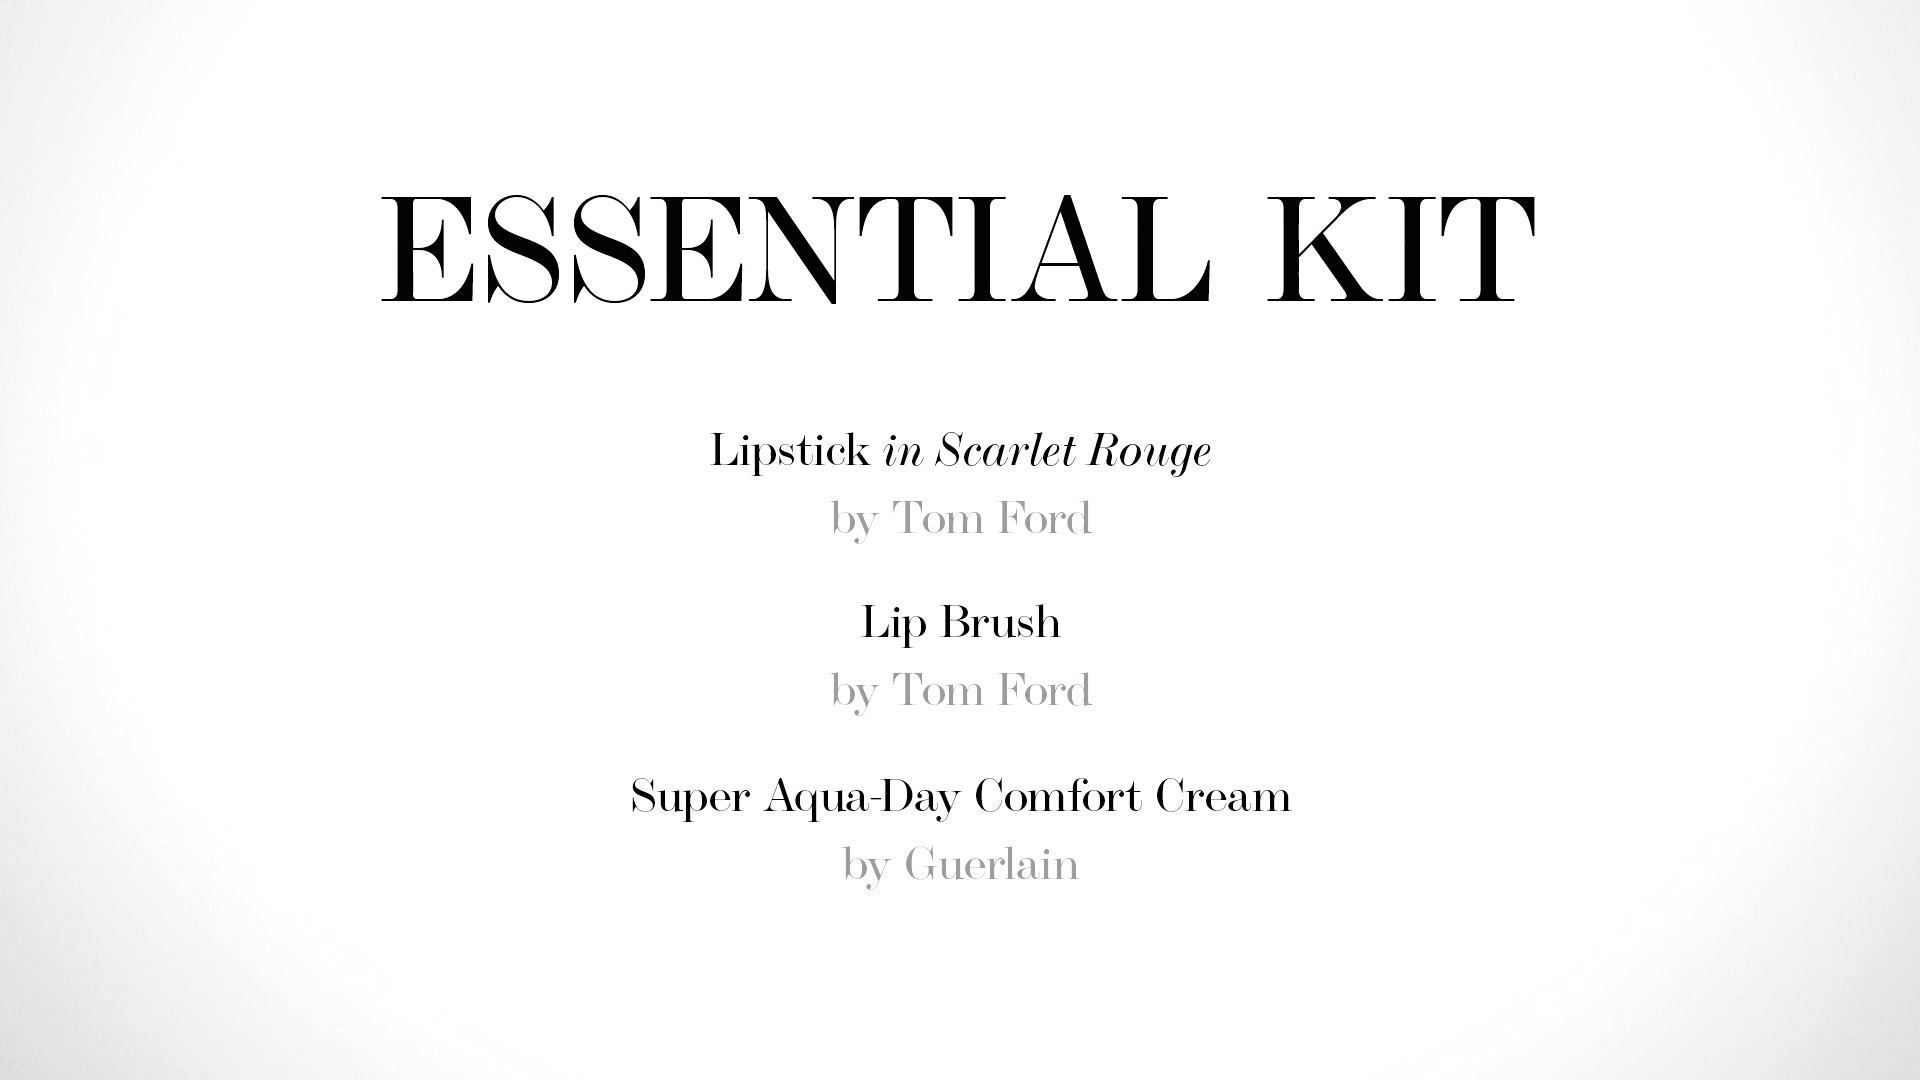 ESSENTIAL KIT
Lipstick in Scarlet Rouge
by Tom Ford
Lip Brush
by Tom Ford
Super Aqua-Day Comfort Cream
by Guerlain